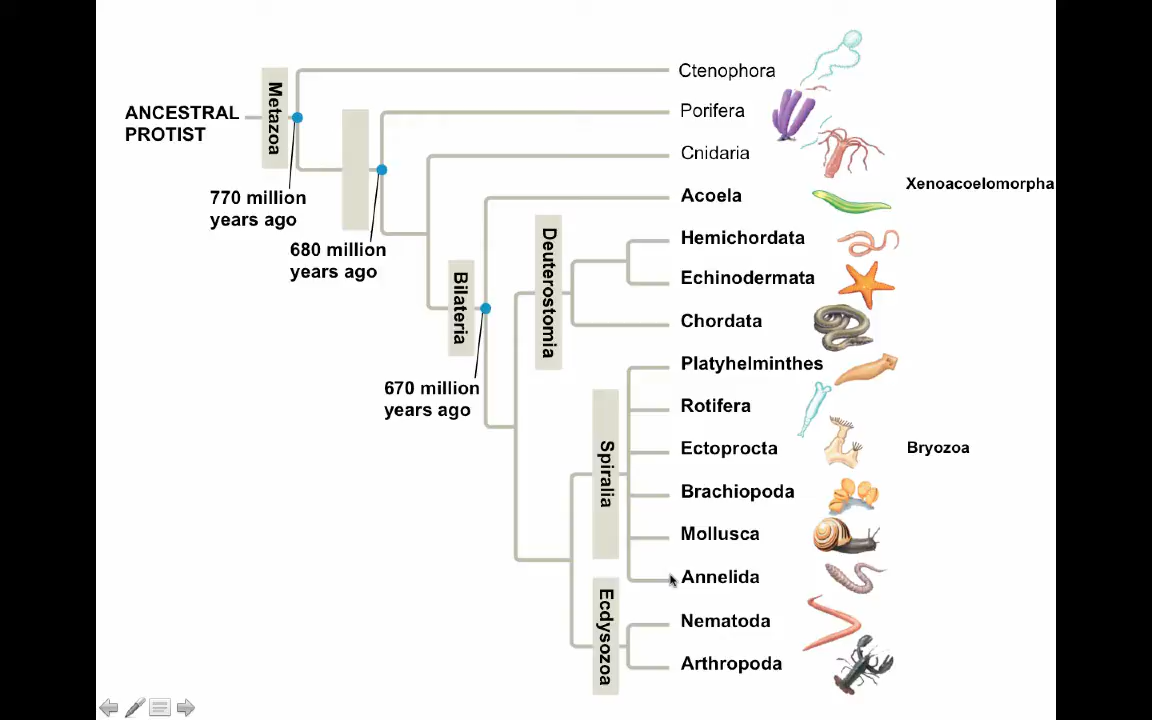 Ctenophora
Metazoa
ANCESTRAL
PROTIST
Porifera
Cnidaria
Xenoacoelomorpha
770 million
years ago
Acoela
680 million
years ago
Deuterostomia
Hemichordata
Echinodermata
Bilateria
Chordata
670 million
years ago
Platyhelminthes
Rotifera
Spiralia
Ectoprocta
Bryozoa
Brachiopoda
Mollusca
Annelida
Ecdysozoa
Nematoda
Arthropoda